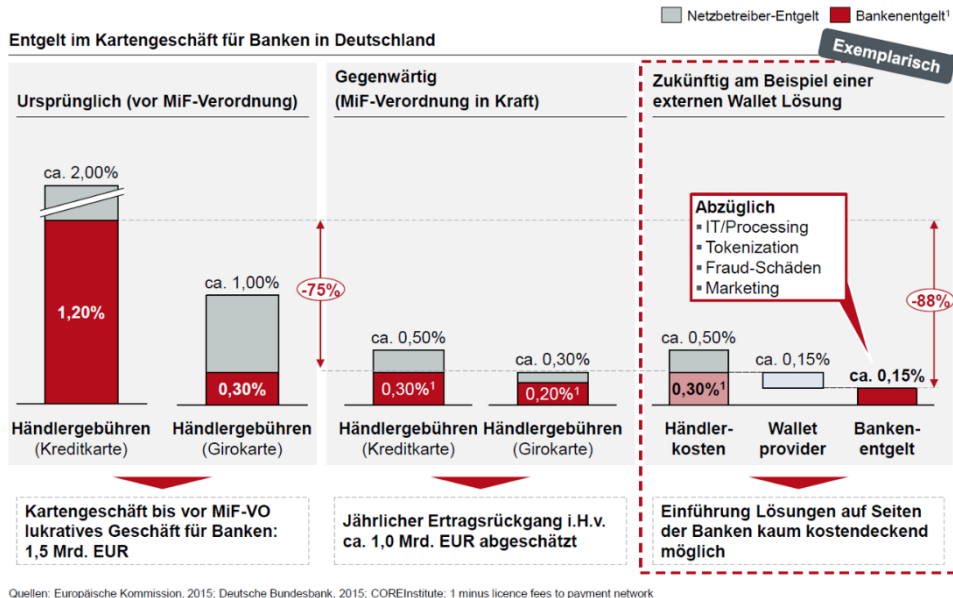 Netzbetreiber-Entgelt
Bankenentgelt¹
Entgelt im Kartengeschäft für Banken in Deutschland
Exemplarisch
Ursprünglich (vor MiF-Verordnung)
ca. 2,00%
1,20%
ca. 1,00%
0,30%
Händlergebühren
(Kreditkarte)
Händlergebühren
(Girokarte)
Kartengeschäft bis vor MiF-VO
lukratives Geschäft für Banken:
1,5 Mrd. EUR
-75%
Gegenwärtig
(MiF-Verordnung in Kraft)
ca. 0,50%
0,30%¹
ca. 0,30%
0,20%¹
Händlergebühren
(Kreditkarte)
Händlergebühren
(Girokarte)
Jährlicher Ertragsrückgang i.H.v.
ca. 1,0 Mrd. EUR abgeschätzt
Zukünftig am Beispiel einer
externen Wallet Lösung
Abzüglich
▪ IT/Processing
▪ Tokenization
▪ Fraud-Schäden
▪ Marketing
-88%
ca. 0,50%
0,30%¹
ca. 0,15%
ca. 0,15%
Händler-
kosten
Wallet
provider
Banken-
entgelt
Einführung Lösungen auf Seiten
der Banken kaum kostendeckend
möglich
Quellen: Europäische Kommission, 2015; Deutsche Bundesbank, 2015; COREInstitute; 1 minus licence fees to payment network